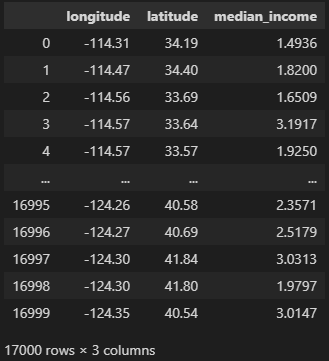 longitude latitude median_income
0 -114.31 34.19 1.4936
1 -114.47 34.40 1.8200
2 -114.56 33.69 1.6509
3 -114.57 33.64 3.1917
4 -114.57 33.57 1.9250
... ... ... ...
16995 -124.26 40.58 2.3571
16996 -124.27 40.69 2.5179
16997 -124.30 41.84 3.0313
16998 -124.30 41.80 1.9797
16999 -124.35 40.54 3.0147
17000 rows × 3 columns